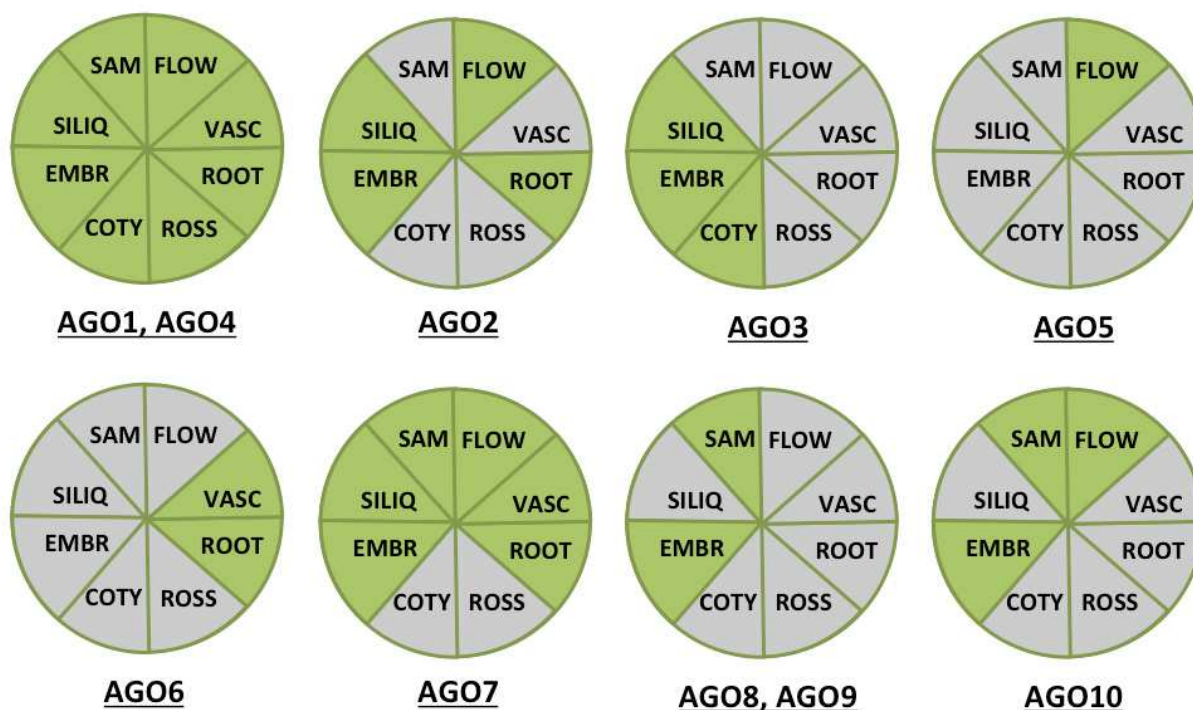 SAM FLOW
SILIQ VASC
EMBR ROOT
COTY ROSS
AGO1, AGO4
SAM FLOW
SILIQ VASC
EMBR ROOT
COTY ROSS
AGO2
SAM FLOW
SILIQ VASC
EMBR ROOT
COTY ROSS
AGO3
SAM FLOW
SILIQ VASC
EMBR ROOT
COTY ROSS
AGO5
SAM FLOW
SILIQ VASC
EMBR ROOT
COTY ROSS
AGO6
SAM FLOW
SILIQ VASC
EMBR ROOT
COTY ROSS
AGO7
SAM FLOW
SILIQ VASC
EMBR ROOT
COTY ROSS
AGO8, AGO9
SAM FLOW
SILIQ VASC
EMBR ROOT
COTY ROSS
AGO10